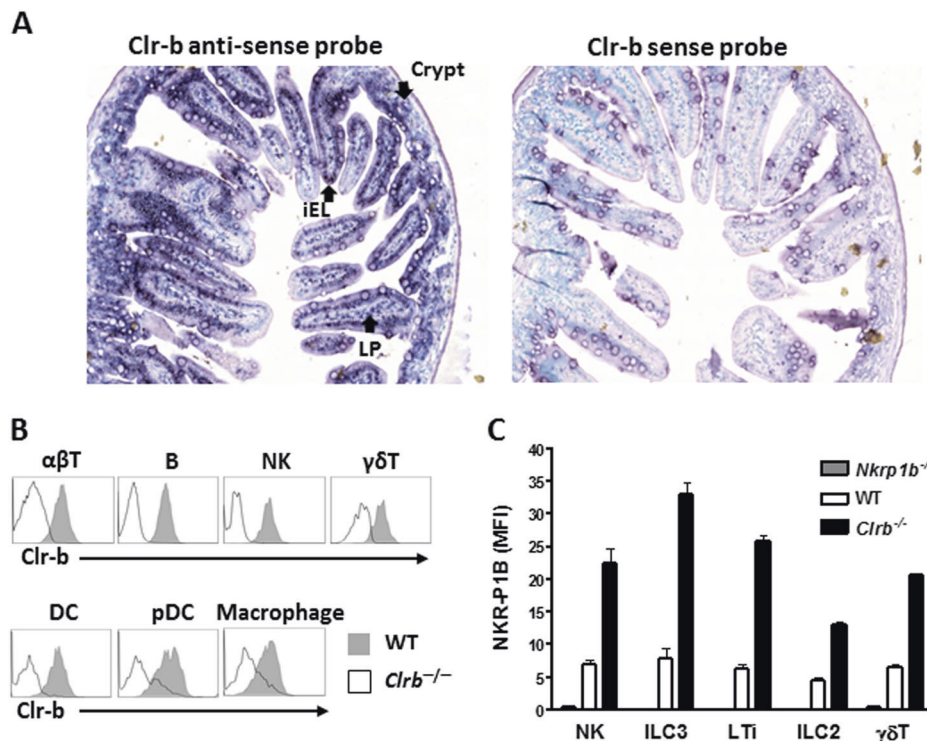 A
Clr-b anti-sense probe
Clr-b sense probe
Crypt
iEL
LP
B
αβT B NK γδT
Clr-b
DC pDC Macrophage
Clr-b
WT
Clrb⁻/⁻
C
NKR-P1B (MFI)
40
35
30
25
20
15
10
5
0
Nkrp1b⁻/
WT
Clrb⁻/⁻
NK ILC3 LTi ILC2 γδT